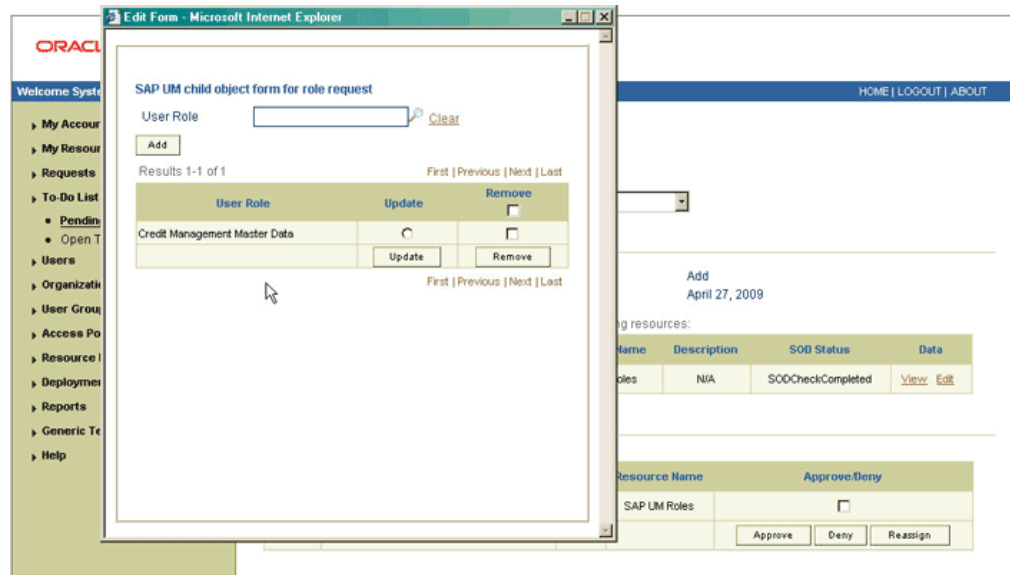 Edit Form - Microsoft Internet Explorer
ORACL
Welcome Syste
HOME | LOGOUT | ABOUT
My Accour
My Resour
Requests
To-Do List
Pendin
Open T
Users
Organizatio
User Grou
Access Po
Resource
Deploymen
Reports
Generic Te
Help
SAP UM child object form for role request
User Role
Clear
Add
Results 1-1 of 1
First | Previous | Next | Last
User Role Update Remove
Credit Management Master Data
Update Remove
First | Previous | Next | Last
Add
April 27, 2009
ng resources:
Name Description SOD Status Data
oles N/A SODCheckCompleted View Edit
Resource Name Approve/Deny
SAP UM Roles
Approve Deny Reassign